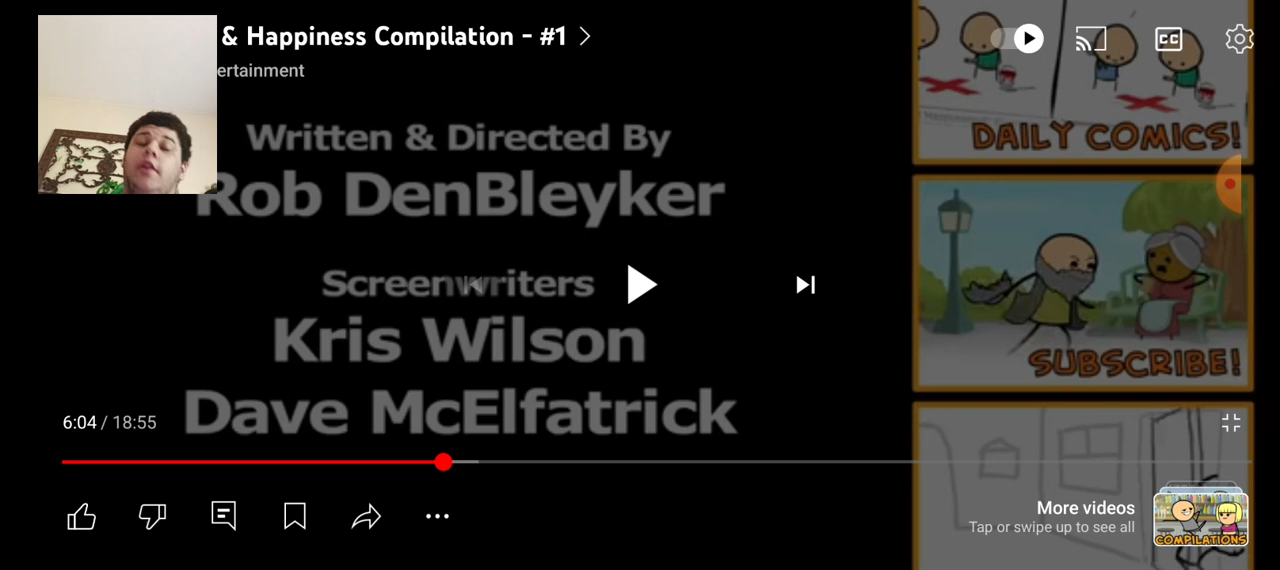 & Happiness Compilation - #1
ertainment
CC
DAILY COMICS!
Written & Directed By
Rob DenBleyker
Screenwriters
Kris Wilson
Dave McElfatrick
SUBSCRIBE!
6:04 / 18:55
More videos
Tap or swipe up to see all
COMPILATIONS